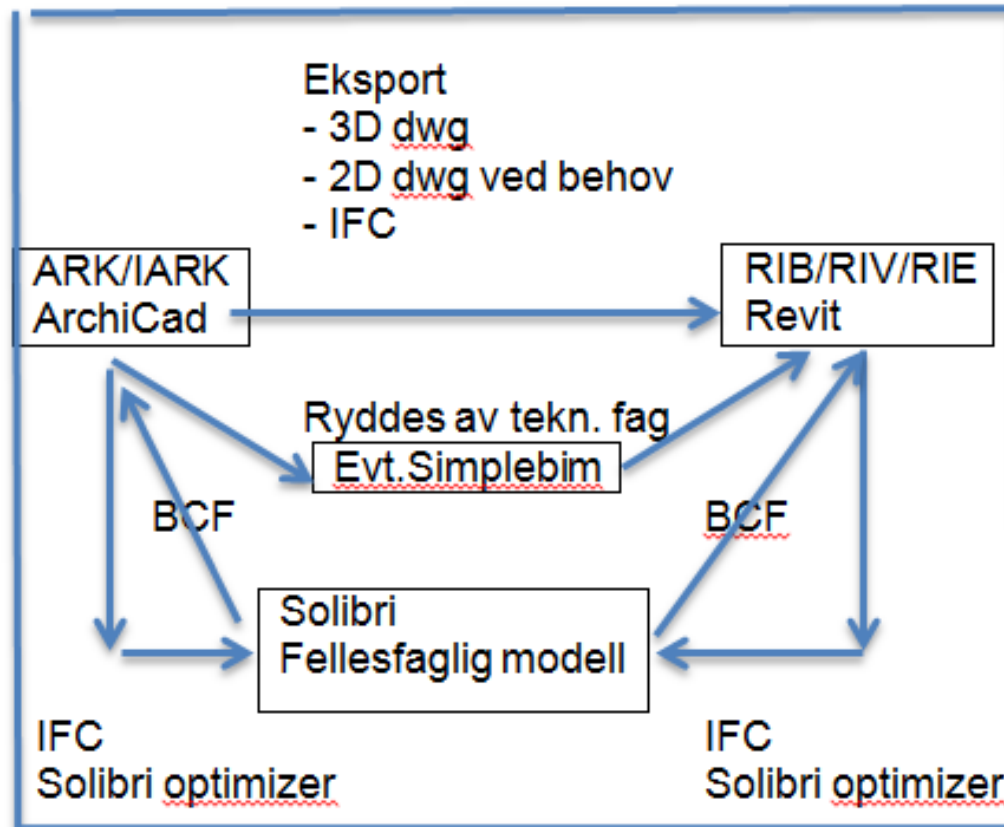 Eksport
- 3D dwg
- 2D dwg ved behov
- IFC
ARK/IARK
ArchiCad
RIB/RIV/RIE
Revit
Ryddes av tekn. fag
Evt.Simplebim
BCF
BCF
Solibri
Fellesfaglig modell
IFC
Solibri optimizer
IFC
Solibri optimizer